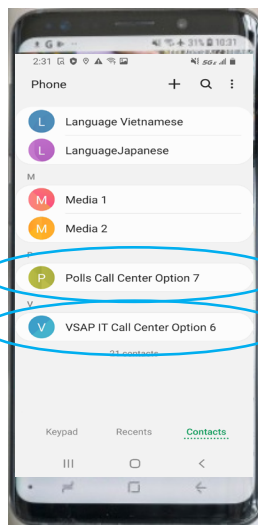 31% 10:31
2:31
5GE
Phone
L Language Vietnamese
L LanguageJapanese
M
M Media 1
M Media 2
P Polls Call Center Option 7
V
V VSAP IT Call Center Option 6
21 contacts
Keypad Recents Contacts